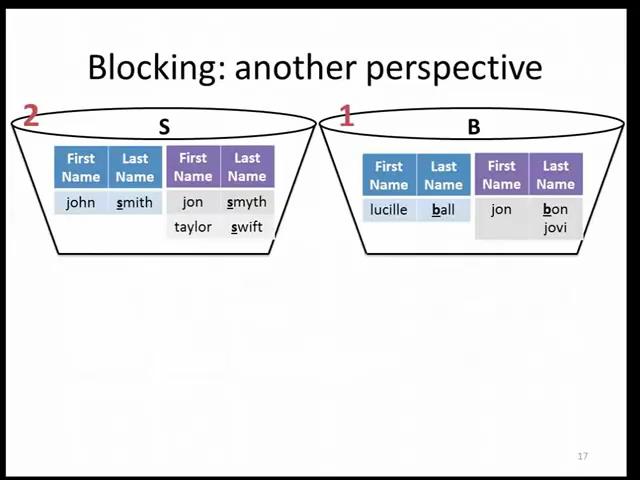 Blocking: another perspective
2
S
First Name
Last Name
First Name
Last Name
john
smith
jon
smyth
taylor
swift
1
B
First Name
Last Name
First Name
Last Name
lucille
ball
jon
bon
jovi
17